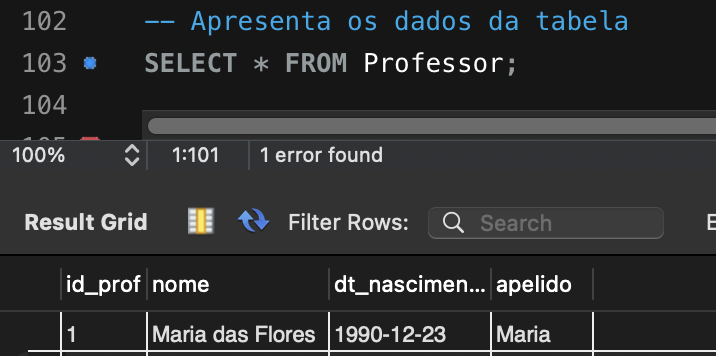 102 -- Apresenta os dados da tabela
103 SELECT * FROM Professor;
104
100% 1:101 1 error found
Result Grid Filter Rows: Search
id_prof nome dt_nascimen... apelido
1 Maria das Flores 1990-12-23 Maria